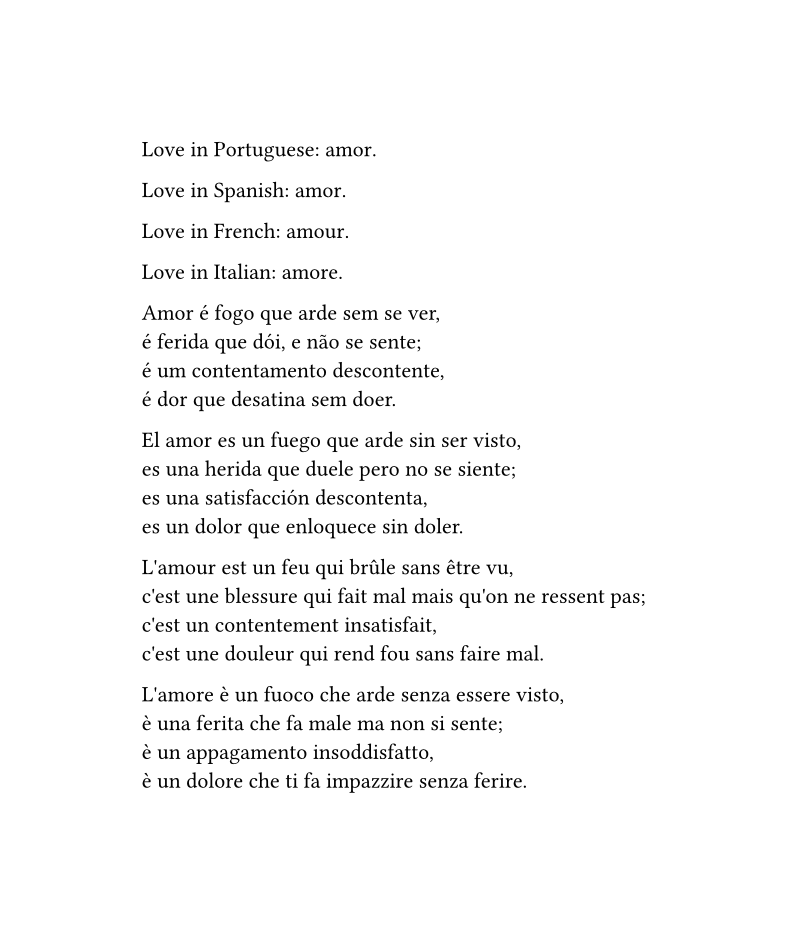 Love in Portuguese: amor.
Love in Spanish: amor.
Love in French: amour.
Love in Italian: amore.
Amor é fogo que arde sem se ver,
é ferida que dói, e não se sente;
é um contentamento descontente,
é dor que desatina sem doer.
El amor es un fuego que arde sin ser visto,
es una herida que duele pero no se siente;
es una satisfacción descontenta,
es un dolor que enloquece sin doler.
L'amour est un feu qui brûle sans être vu,
c'est une blessure qui fait mal mais qu'on ne ressent pas;
c'est un contentement insatisfait,
c'est une douleur qui rend fou sans faire mal.
L'amore è un fuoco che arde senza essere visto,
è una ferita che fa male ma non si sente;
è un appagamento insoddisfatto,
è un dolore che ti fa impazzire senza ferire.